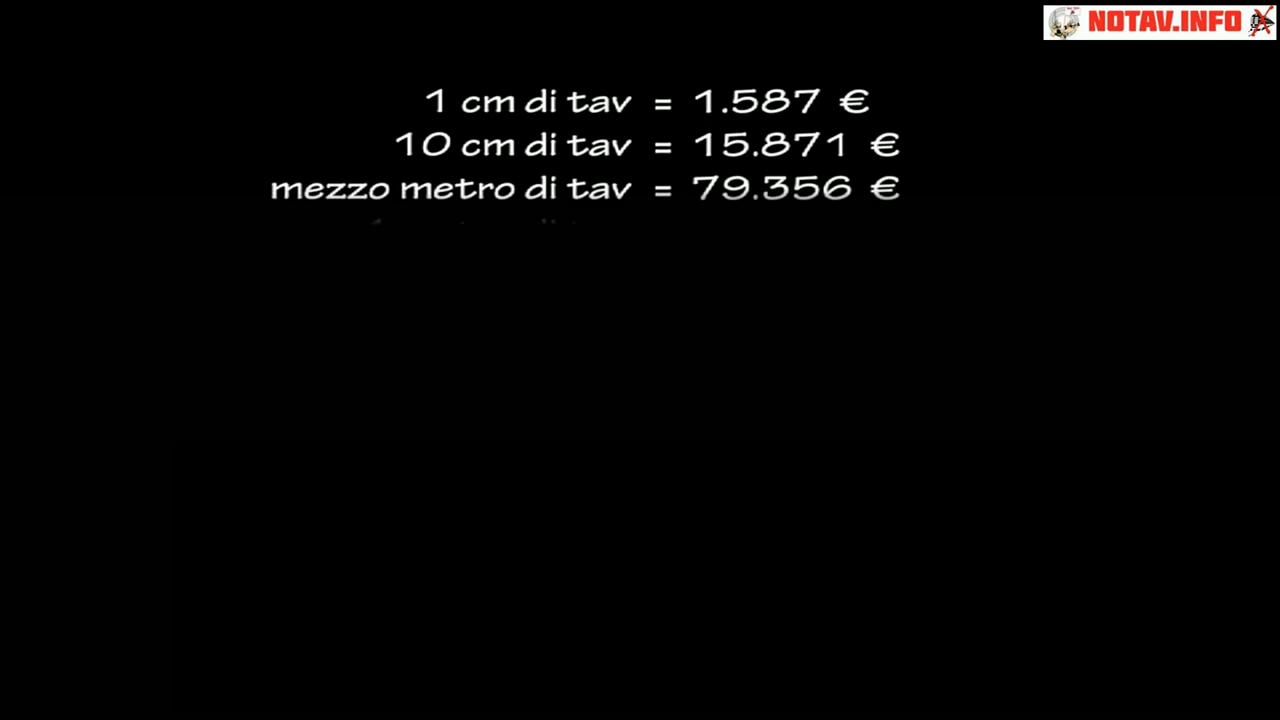 NOTAV.INFO
1 cm di tav = 1.587 €
10 cm di tav = 15.871 €
mezzo metro di tav = 79.356 €